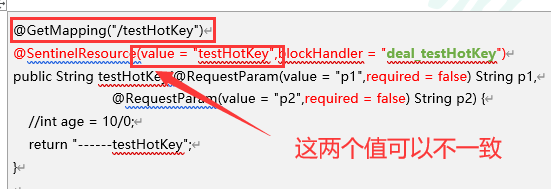 @GetMapping("/testHotKey")
@SentinelResource(value = "testHotKey",blockHandler = "deal_testHotKey")
public String testHotKey(@RequestParam(value = "p1",required = false) String p1,
@RequestParam(value = "p2",required = false) String p2) {
//int age = 10/0;
return "------testHotKey";
}
这两个值可以不一致